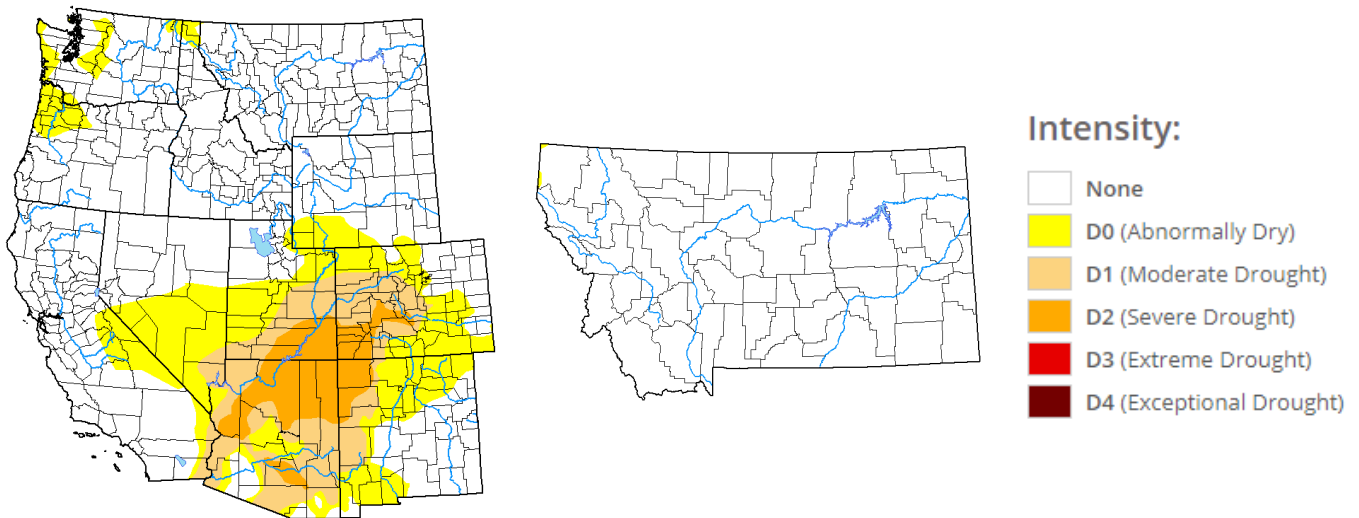 Intensity:
None
D0 (Abnormally Dry)
D1 (Moderate Drought)
D2 (Severe Drought)
D3 (Extreme Drought)
D4 (Exceptional Drought)